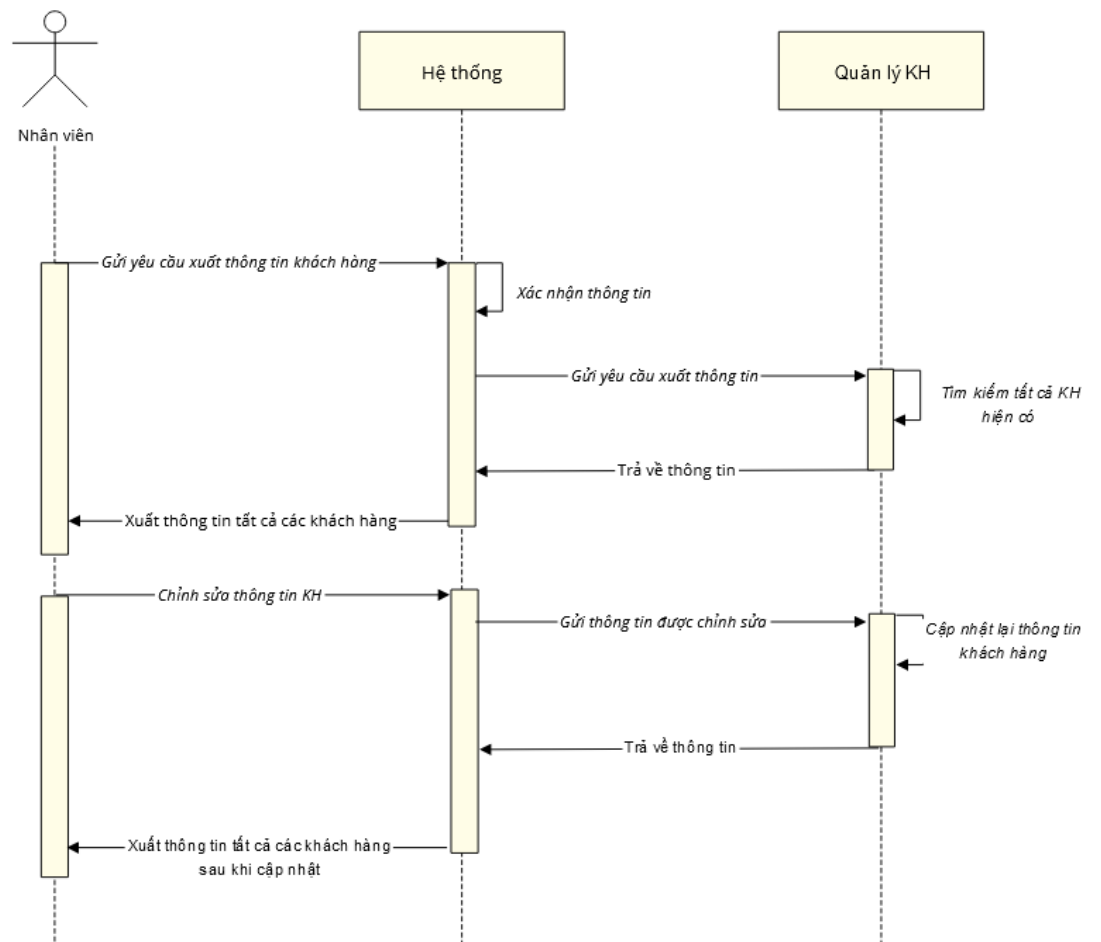 Hệ thống
Quản lý KH
Nhân viên
Gửi yêu cầu xuất thông tin khách hàng
Xác nhận thông tin
Gửi yêu cầu xuất thông tin
Tìm kiếm tất cả KH
hiện có
Trả về thông tin
Xuất thông tin tất cả các khách hàng
Chỉnh sửa thông tin KH
Gửi thông tin được chỉnh sửa
Cập nhật lại thông tin
khách hàng
Trả về thông tin
Xuất thông tin tất cả các khách hàng
sau khi cập nhật